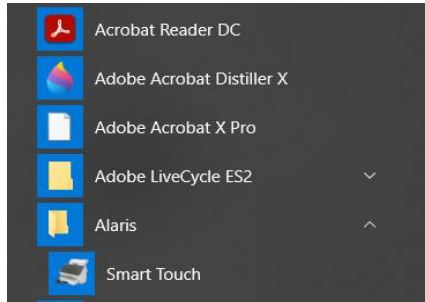 Acrobat Reader DC
Adobe Acrobat Distiller X
Adobe Acrobat X Pro
Adobe LiveCycle ES2
Alaris
Smart Touch